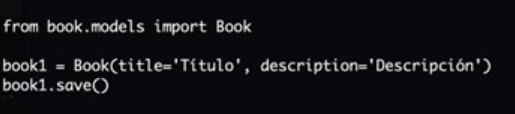 from book.models import Book
book1 = Book(title='Título', description='Descripción')
book1.save()